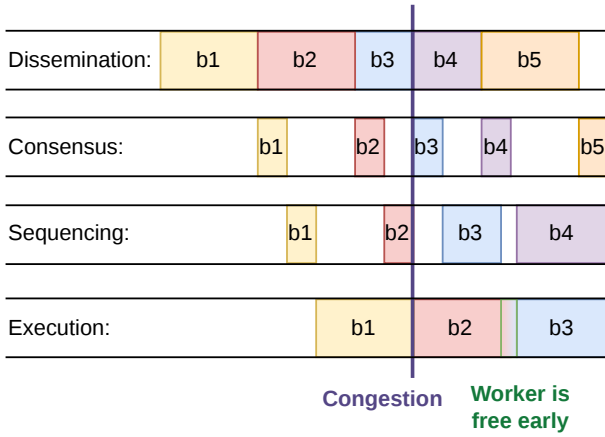 Dissemination: b1 b2 b3 b4 b5
Consensus: b1 b2 b3 b4 b5
Sequencing: b1 b2 b3 b4
Execution: b1 b2 b3
Congestion
Worker is
free early